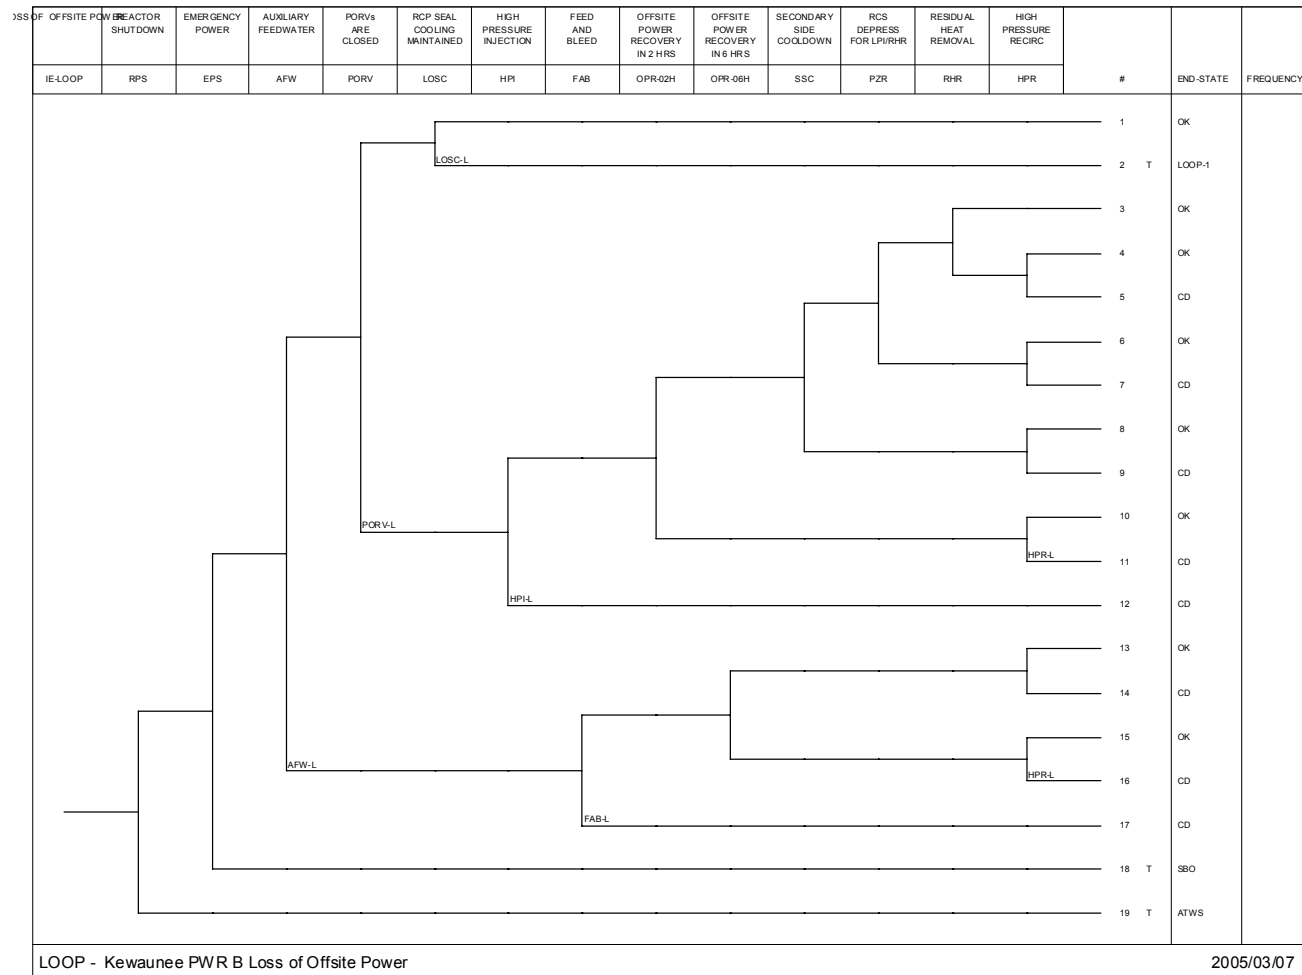 OSS OF OFFSITE POWER
REACTOR
SHUTDOWN
EMERGENCY
POWER
AUXILIARY
FEEDWATER
PORVs
ARE
CLOSED
RCP SEAL
COOLING
MAINTAINED
HIGH
PRESSURE
INJECTION
FEED
AND
BLEED
OFFSITE
POWER
RECOVERY
IN 2 HRS
OFFSITE
POWER
RECOVERY
IN 6 HRS
SECONDARY
SIDE
COOLDOWN
RCS
DEPRESS
FOR LPI/RHR
RESIDUAL
HEAT
REMOVAL
HIGH
PRESSURE
RECIRC
IE-LOOP RPS EPS AFW PORV LOSC HPI FAB OPR-02H OPR-06H SSC PZR RHR HPR # END-STATE FREQUENCY
1 OK
LOSC-L 2 T LOOP-1
3 OK
4 OK
5 CD
6 OK
7 CD
8 OK
9 CD
10 OK
PORV-L
HPR-L 11 CD
HPI-L 12 CD
13 OK
14 CD
15 OK
AFW-L
HPR-L 16 CD
FAB-L 17 CD
18 T SBO
19 T ATWS
LOOP - Kewaunee PWR B Loss of Offsite Power 2005/03/07